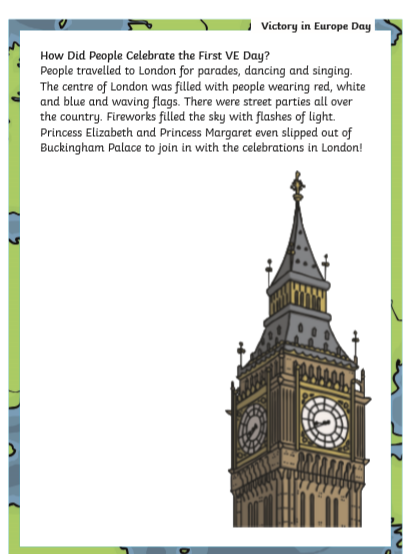 Victory in Europe Day
How Did People Celebrate the First VE Day?
People travelled to London for parades, dancing and singing.
The centre of London was filled with people wearing red, white
and blue and waving flags. There were street parties all over
the country. Fireworks filled the sky with flashes of light.
Princess Elizabeth and Princess Margaret even slipped out of
Buckingham Palace to join in with the celebrations in London!